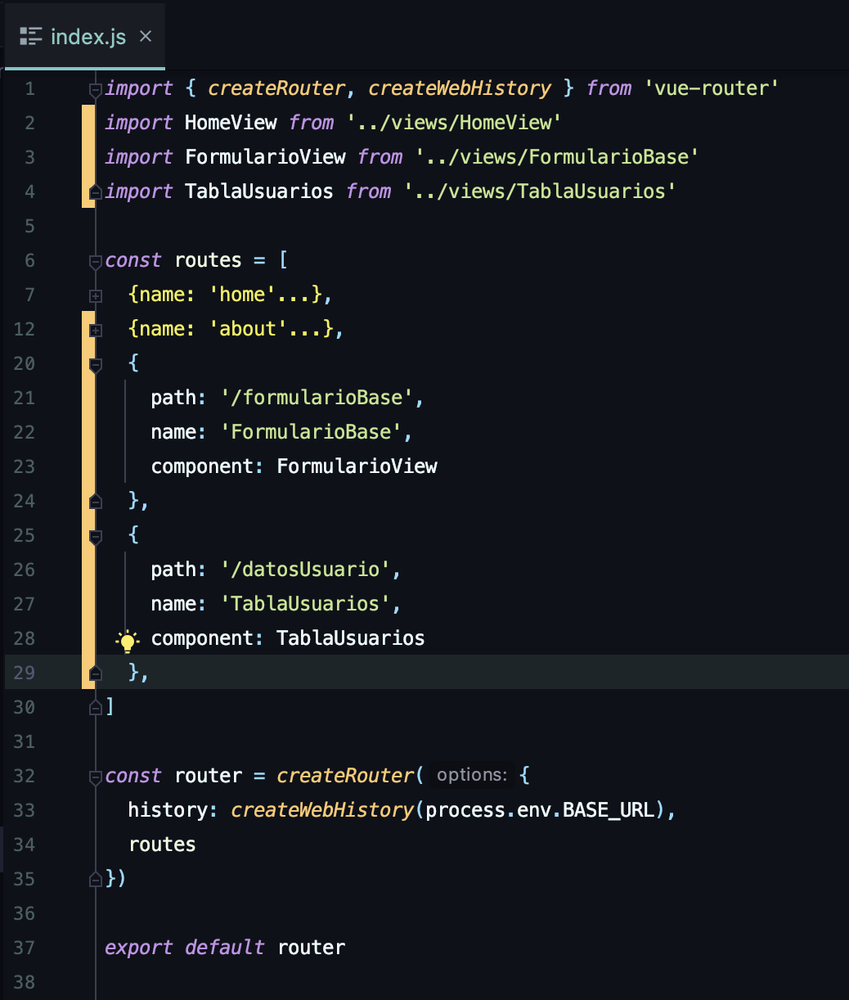 index.js ×
1 import { createRouter, createWebHistory } from 'vue-router'
2 import HomeView from '../views/HomeView'
3 import FormularioView from '../views/FormularioBase'
4 import TablaUsuarios from '../views/TablaUsuarios'
5
6 const routes = [
7   {name: 'home'...},
12   {name: 'about'...},
20   {
21     path: '/formularioBase',
22     name: 'FormularioBase',
23     component: FormularioView
24   },
25   {
26     path: '/datosUsuario',
27     name: 'TablaUsuarios',
28     component: TablaUsuarios
29   },
30 ]
31
32 const router = createRouter( options: {
33   history: createWebHistory(process.env.BASE_URL),
34   routes
35 })
36
37 export default router
38